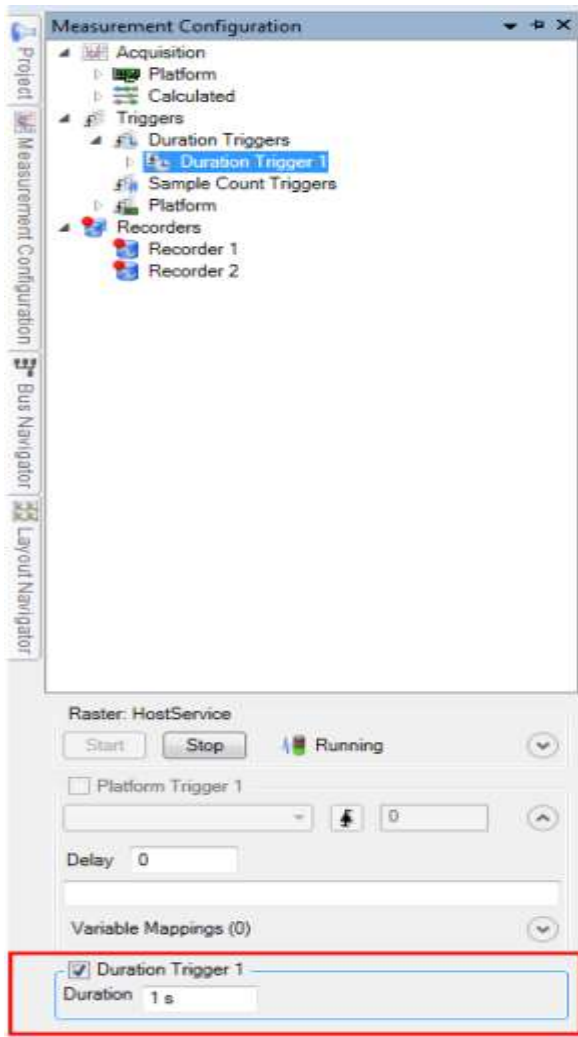 Measurement Configuration
Project
Measurement Configuration
Bus Navigator
Layout Navigator
Acquisition
Platform
Calculated
Triggers
Duration Triggers
Duration Trigger 1
Sample Count Triggers
Platform
Recorders
Recorder 1
Recorder 2
Raster: HostService
Start Stop Running
Platform Trigger 1
0
Delay 0
Variable Mappings (0)
Duration Trigger 1
Duration 1 s